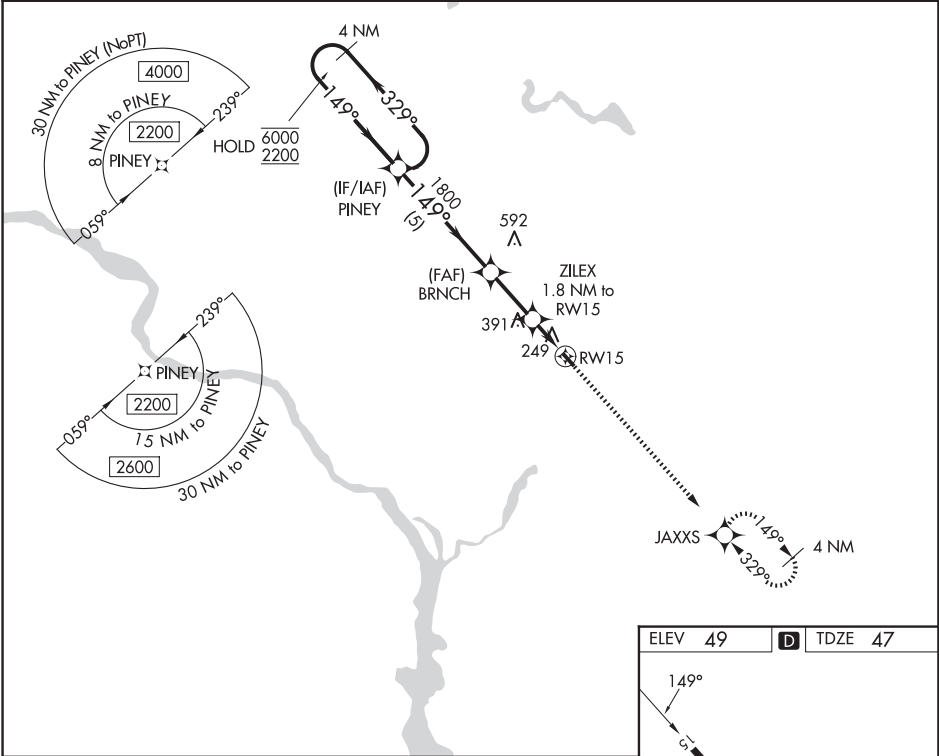 30 NM to PINEY (NoPT)
4000
8 NM to PINEY
2200
PINEY
239°
059°
4 NM
149°
329°
HOLD
6000
2200
(IF/IAF)
PINEY
1800
149°
(5)
592
(FAF)
BRNCH
ZILEX
1.8 NM to
RW15
391
249
RW15
239°
PINEY
059°
2200
15 NM to PINEY
2600
30 NM to PINEY
JAXXS
149°
329°
4 NM
ELEV 49
D
TDZE 47
149°
15